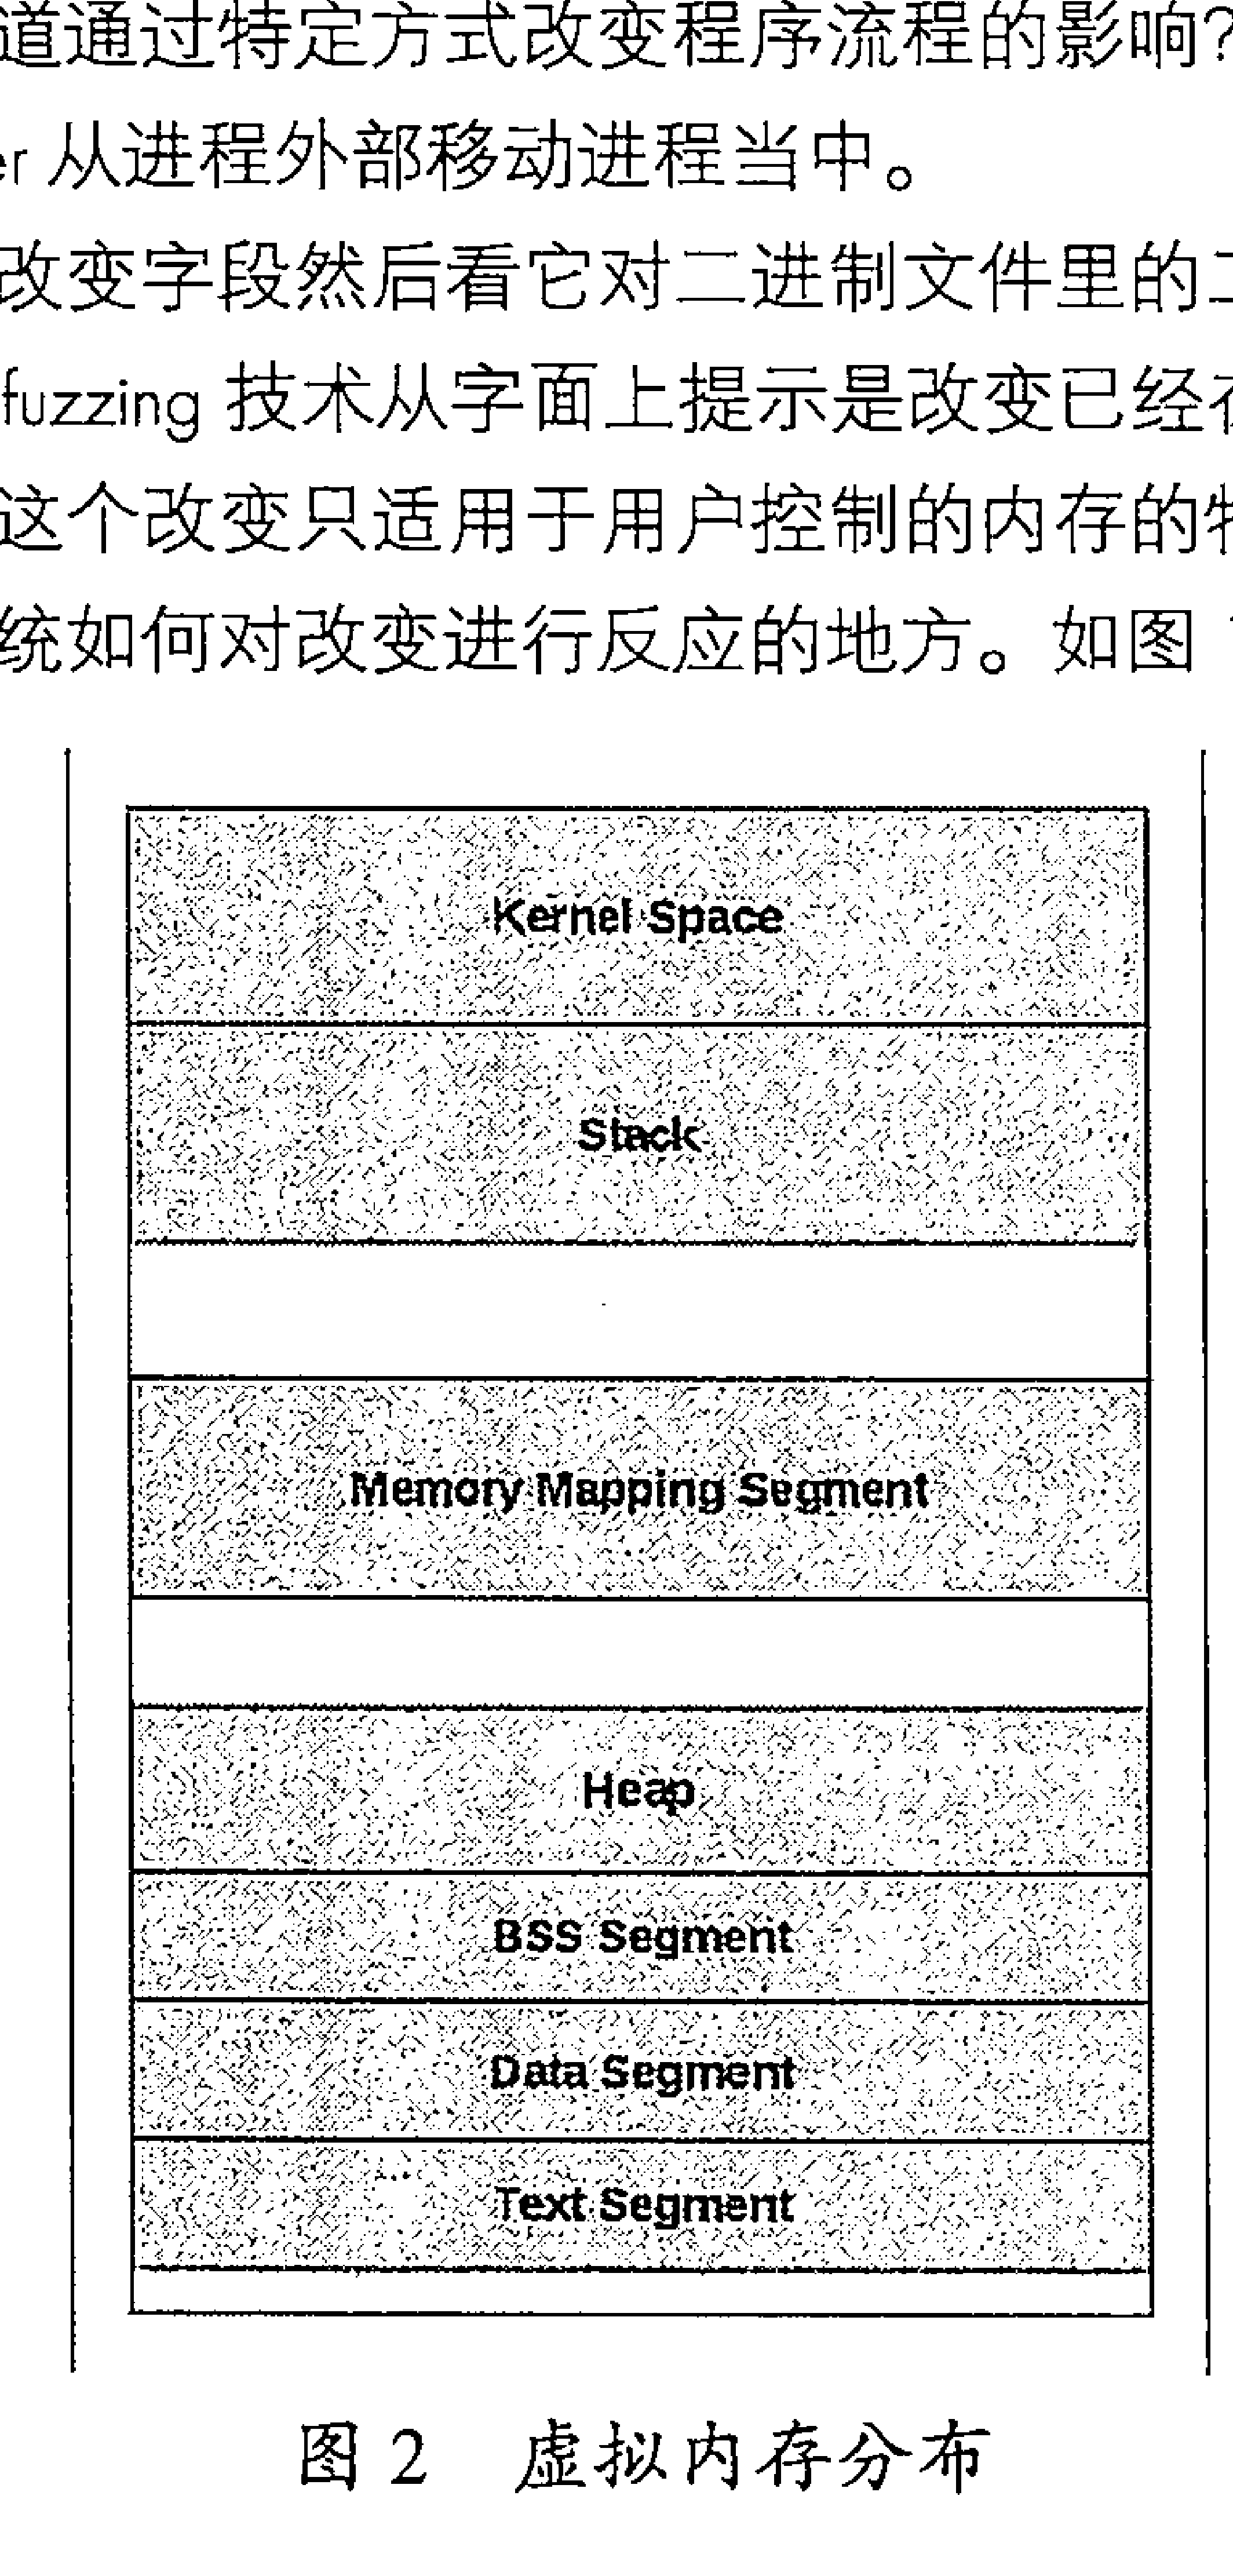 道通过特定方式改变程序流程的影响?
er 从进程外部移动进程当中。
改变字段然后看它对二进制文件里的
fuzzing 技术从字面上提示是改变已经
这个改变只适用于用户控制的内存的
统如何对改变进行反应的地方。如图
Kernel Space
Stack
Memory Mapping Segment
Heap
BSS Segment
Data Segment
Text Segment
图 2 虚拟内存分布